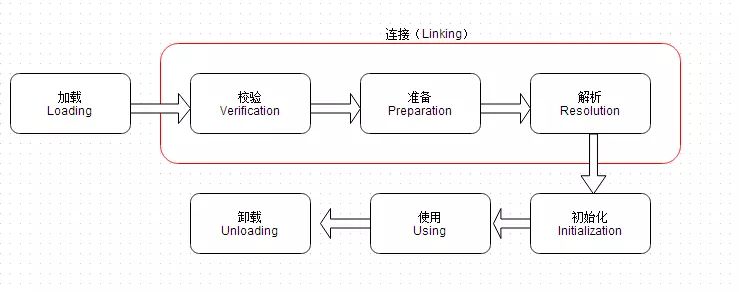 连接（Linking）
加载
Loading
校验
Verification
准备
Preparation
解析
Resolution
卸载
Unloading
使用
Using
初始化
Initialization